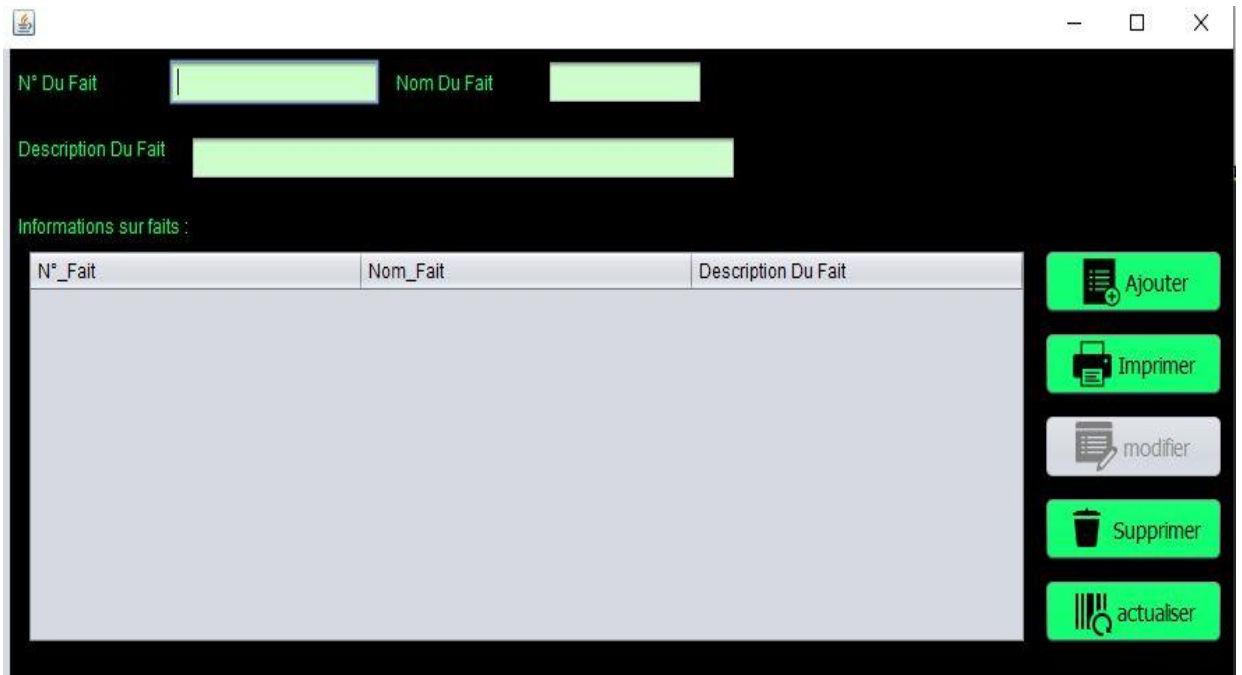 N° Du Fait
Nom Du Fait
Description Du Fait
Informations sur faits :
N°_Fait Nom_Fait Description Du Fait
Ajouter
Imprimer
modifier
Supprimer
actualiser